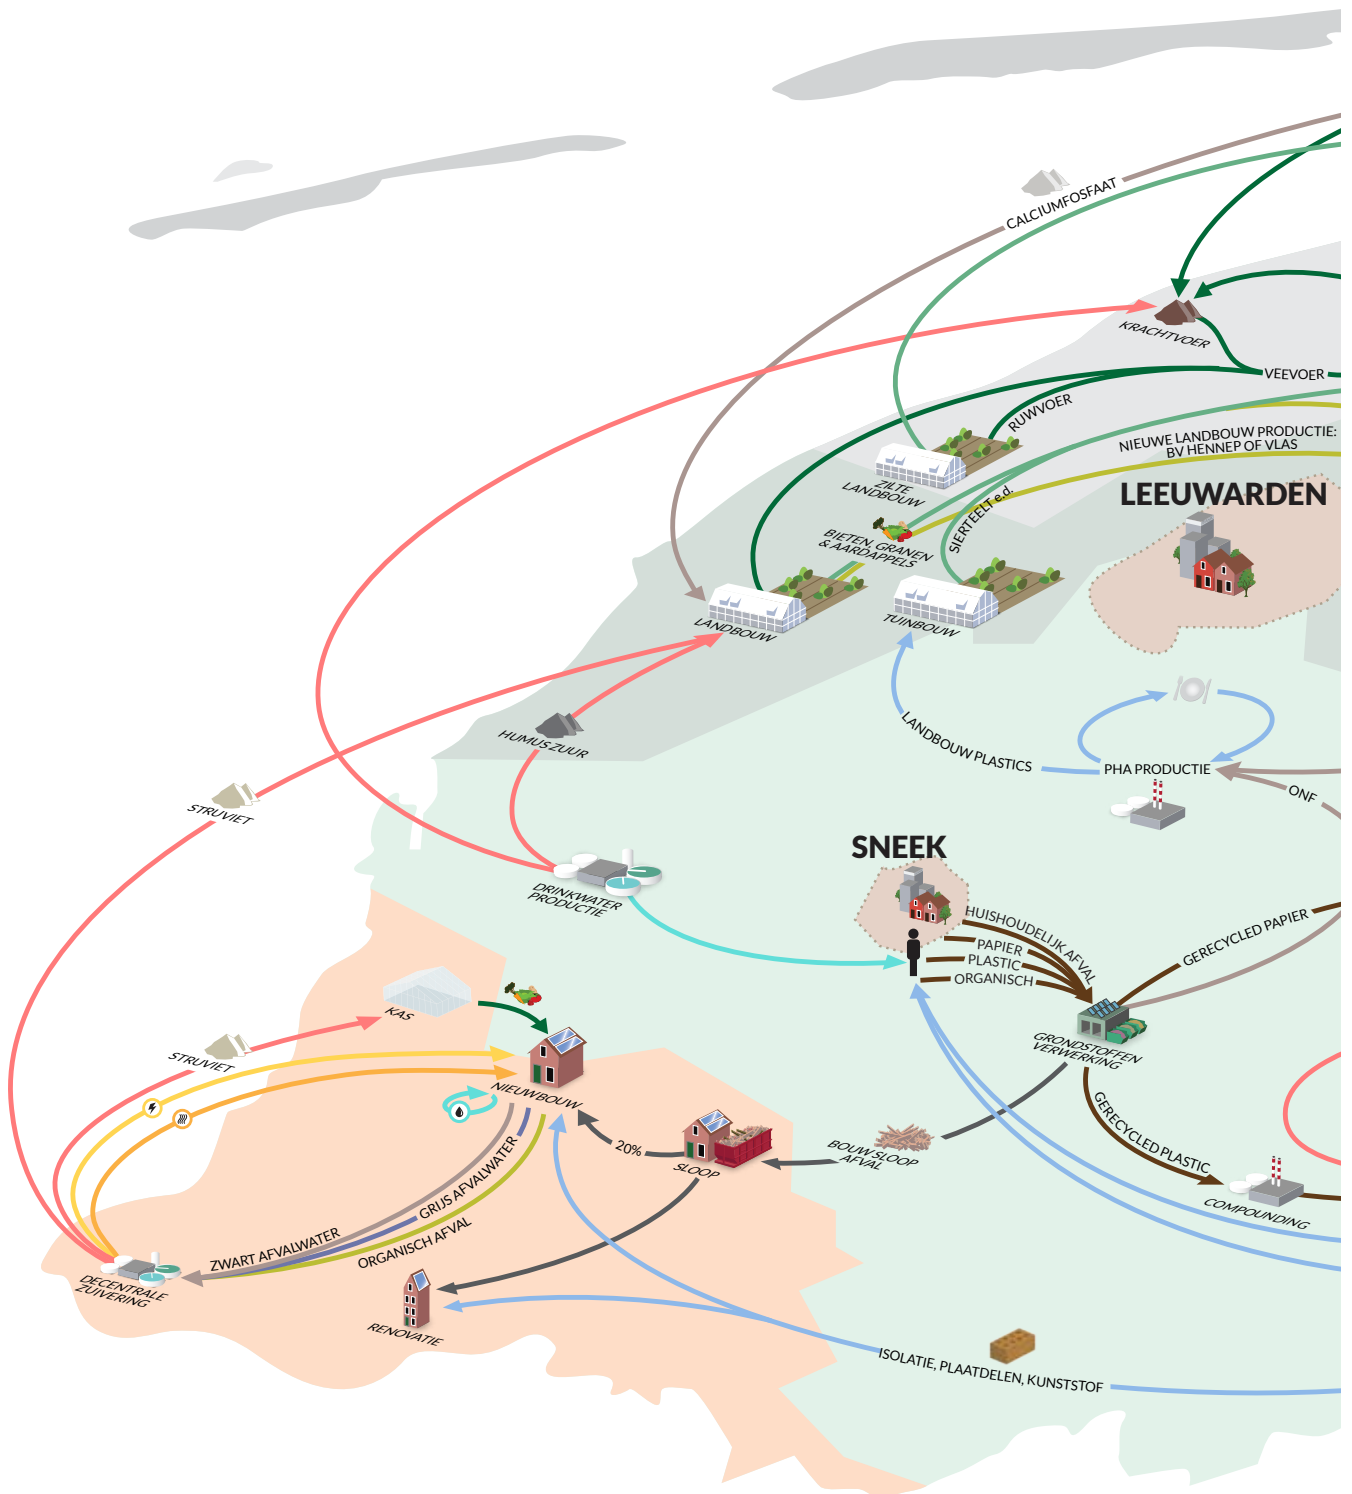 CALCIUMFOSFAAT
KRACHTVOER
VEEVOER
RUWVOER
NIEUWE LANDBOUW PRODUCTIE:
BV HENNEP OF VLAS
ZILTE
LANDBOUW
LEEUWARDEN
SIERTEELT e.d.
BIETEN, GRANEN
& AARDAPPELS
LANDBOUW
TUINBOUW
HUMUS ZUUR
LANDBOUW PLASTICS
PHA PRODUCTIE
ONF
STRUVIET
SNEEK
DRINKWATER
PRODUCTIE
HUISHOUDELIJK AFVAL
PAPIER
PLASTIC
ORGANISCH
GERECYCLED PAPIER
KAS
STRUVIET
GRONDSTOFFEN
VERWERKING
NIEUWBOUW
GERECYCLED PLASTIC
20%
SLOOP
BOUW SLOOP
AFVAL
COMPOUNDING
GRIJS AFVALWATER
ZWART AFVALWATER
ORGANISCH AFVAL
DECENTRALE
ZUIVERING
RENOVATIE
ISOLATIE, PLAATDELEN, KUNSTSTOF